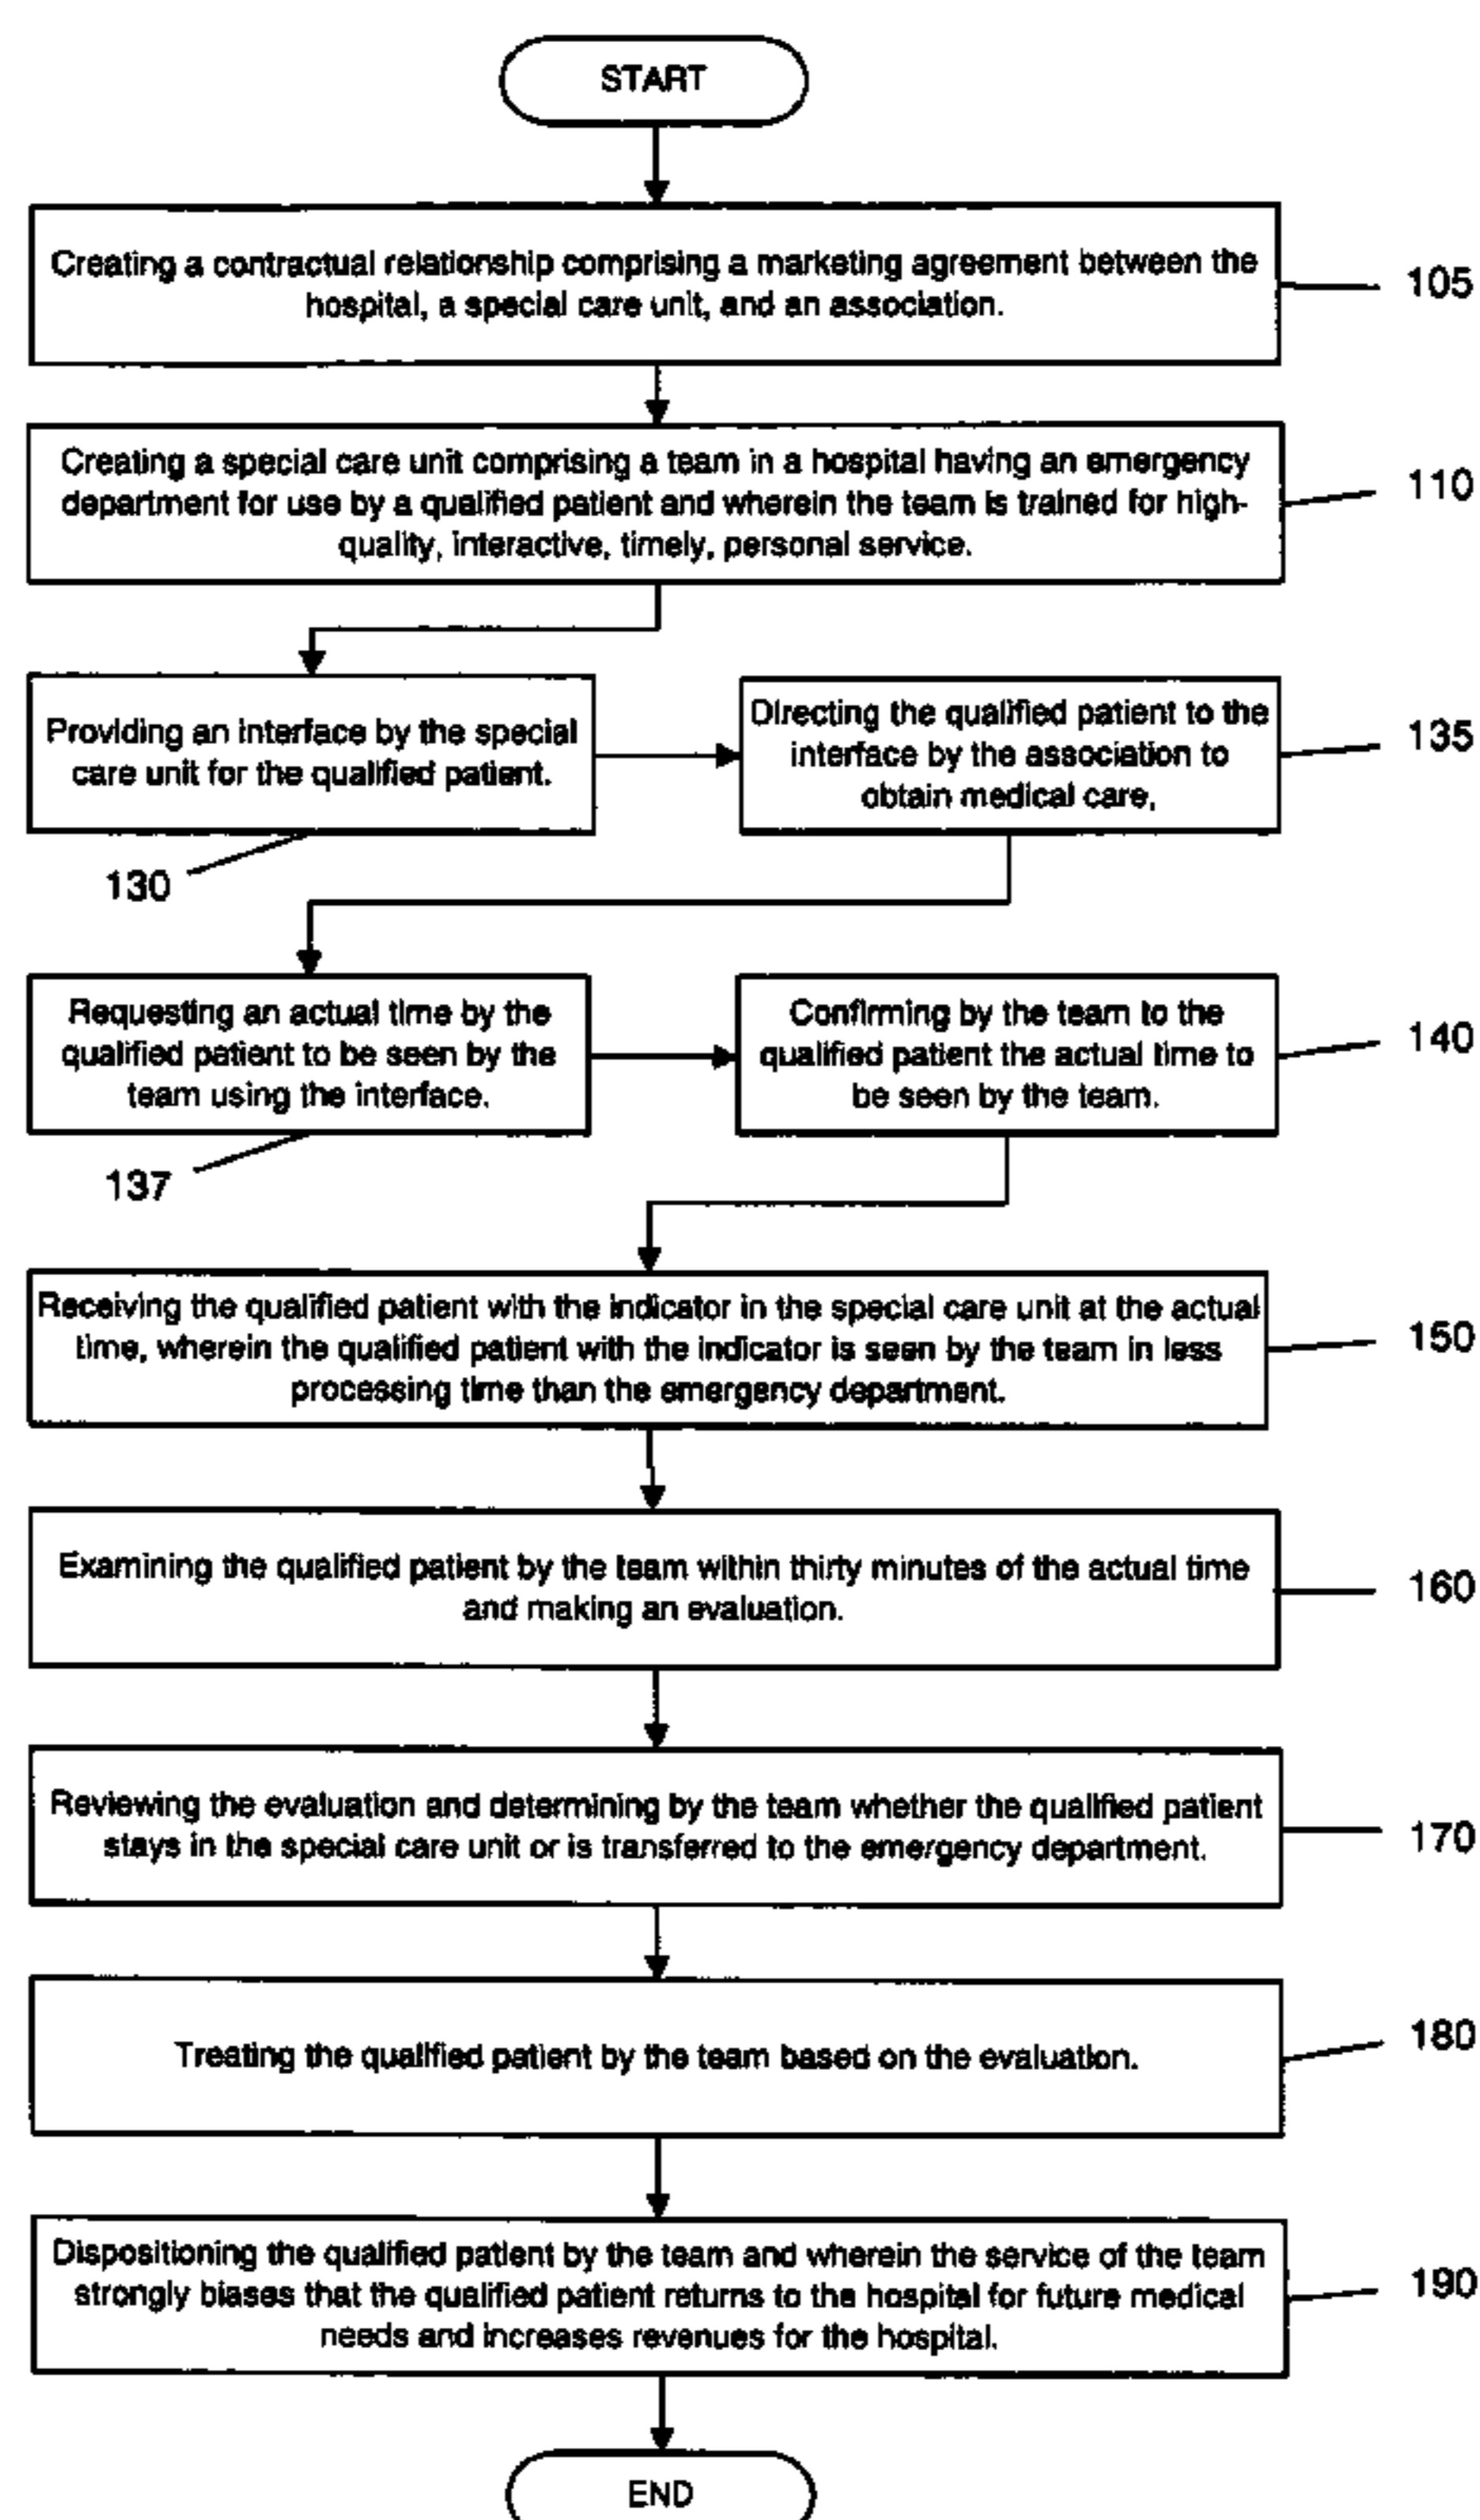 START
Creating a contractual relationship comprising a marketing agreement between the
hospital, a special care unit, and an association.
105
Creating a special care unit comprising a team in a hospital having an emergency
department for use by a qualified patient and wherein the team is trained for high-
quality, interactive, timely, personal service.
110
Providing an interface by the special
care unit for the qualified patient.
130
Directing the qualified patient to the
interface by the association to
obtain medical care,
135
Requesting an actual time by the
qualified patient to be seen by the
team using the interface.
137
Confirming by the team to the
qualified patient the actual time to
be seen by the team.
140
Receiving the qualified patient with the indicator in the special care unit at the actual
time, wherein the qualified patient with the indicator is seen by the team in less
processing time than the emergency department.
150
Examining the qualified patient by the team within thirty minutes of the actual time
and making an evaluation.
160
Reviewing the evaluation and determining by the team whether the qualified patient
stays in the special care unit or is transferred to the emergency department.
170
Treating the qualified patient by the team based on the evaluation.
180
Dispositioning the qualified patient by the team and wherein the service of the team
strongly biases that the qualified patient returns to the hospital for future medical
needs and increases revenues for the hospital.
190
END